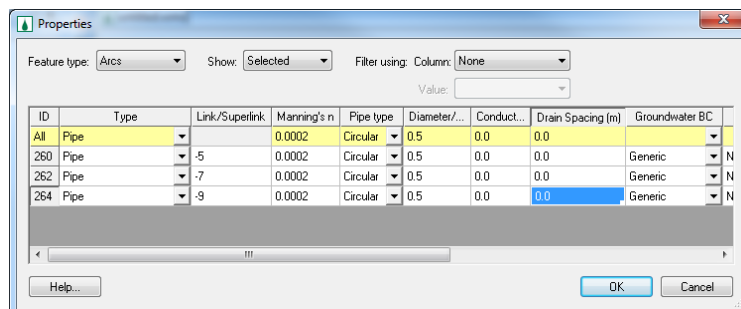 Properties
Feature type: Arcs Show: Selected Filter using: Column: None
Value:
ID Type Link/Superlink Manning's n Pipe type Diameter/... Conduct... Drain Spacing (m) Groundwater BC
All Pipe 0.0002 Circular 0.5 0.0 0.0
260 Pipe -5 0.0002 Circular 0.5 0.0 0.0 Generic N
262 Pipe -7 0.0002 Circular 0.5 0.0 0.0 Generic N
264 Pipe -9 0.0002 Circular 0.5 0.0 0.0 Generic N
Help... OK Cancel